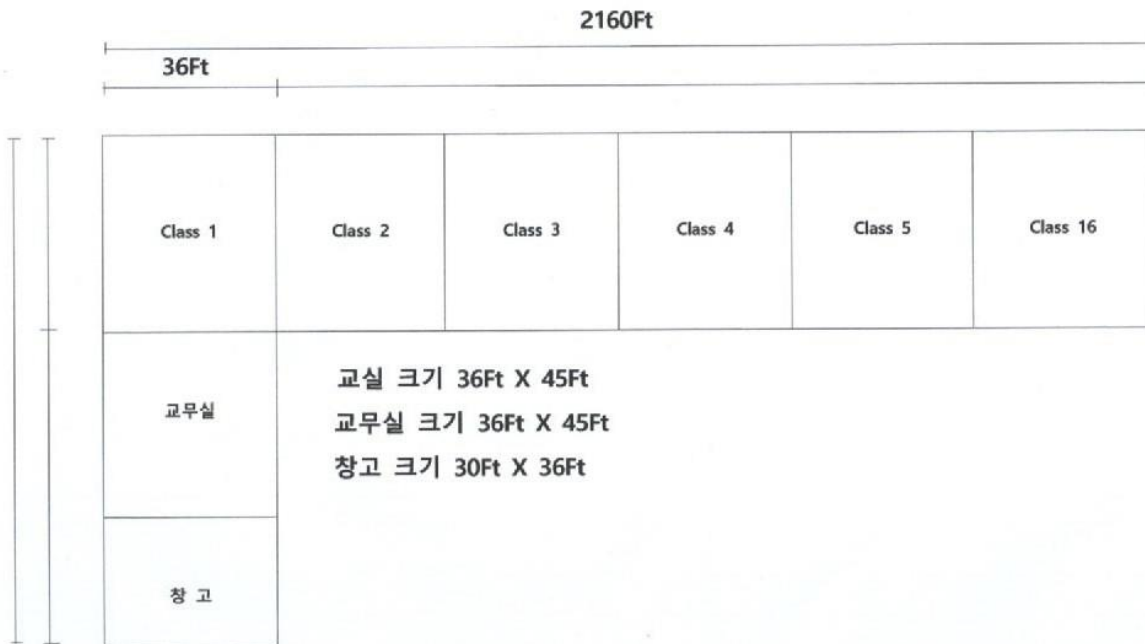 2160Ft
36Ft
Class 1
Class 2
Class 3
Class 4
Class 5
Class 16
교무실
교실 크기 36Ft X 45Ft
교무실 크기 36Ft X 45Ft
창고 크기 30Ft X 36Ft
창 고